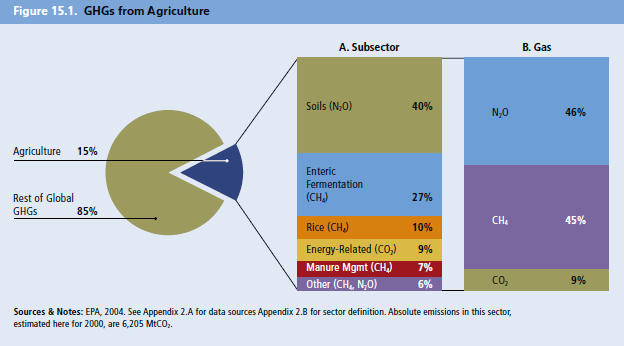 Figure 15.1. GHGs from Agriculture
A. Subsector
B. Gas
Agriculture 15%
Rest of Global
GHGs 85%
Soils (N₂O) 40%
Enteric
Fermentation
(CH₄) 27%
Rice (CH₄) 10%
Energy-Related (CO₂) 9%
Manure Mgmt (CH₄) 7%
Other (CH₄, N₂O) 6%
N₂O 46%
CH₄ 45%
CO₂ 9%
Sources & Notes: EPA, 2004. See Appendix 2.A for data sources Appendix 2.B for sector definition. Absolute emissions in this sector,
estimated here for 2000, are 6,205 MtCO₂.